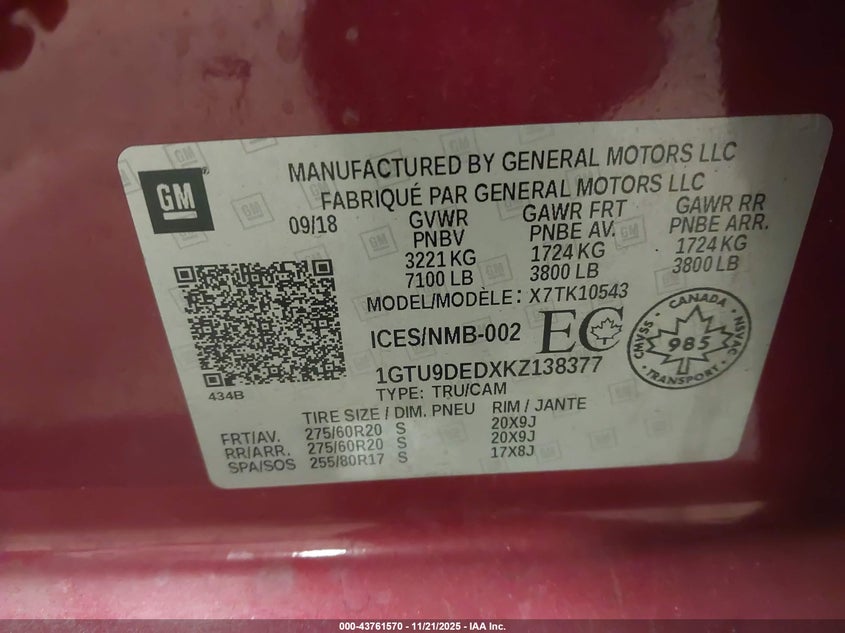 MANUFACTURED BY GENERAL MOTORS LLC
FABRIQUÉ PAR GENERAL MOTORS LLC
GM
09/18
GVWR
PNBV
3221 KG
7100 LB
GAWR FRT
PNBE AV.
1724 KG
3800 LB
GAWR RR
PNBE ARR.
1724 KG
3800 LB
MODEL/MODÈLE: X7TK10543
ICES/NMB-002
EC
CANADA
CMVSS
985
NSVAC
TRANSPORT
1GTU9DEDXKZ138377
TYPE: TRU/CAM
434B
TIRE SIZE / DIM. PNEU RIM / JANTE
FRT/AV. 275/60R20 S 20X9J
RR/ARR. 275/60R20 S 20X9J
SPA/SOS 255/80R17 S 17X8J
000-43761570 - 11/21/2025 - IAA Inc.